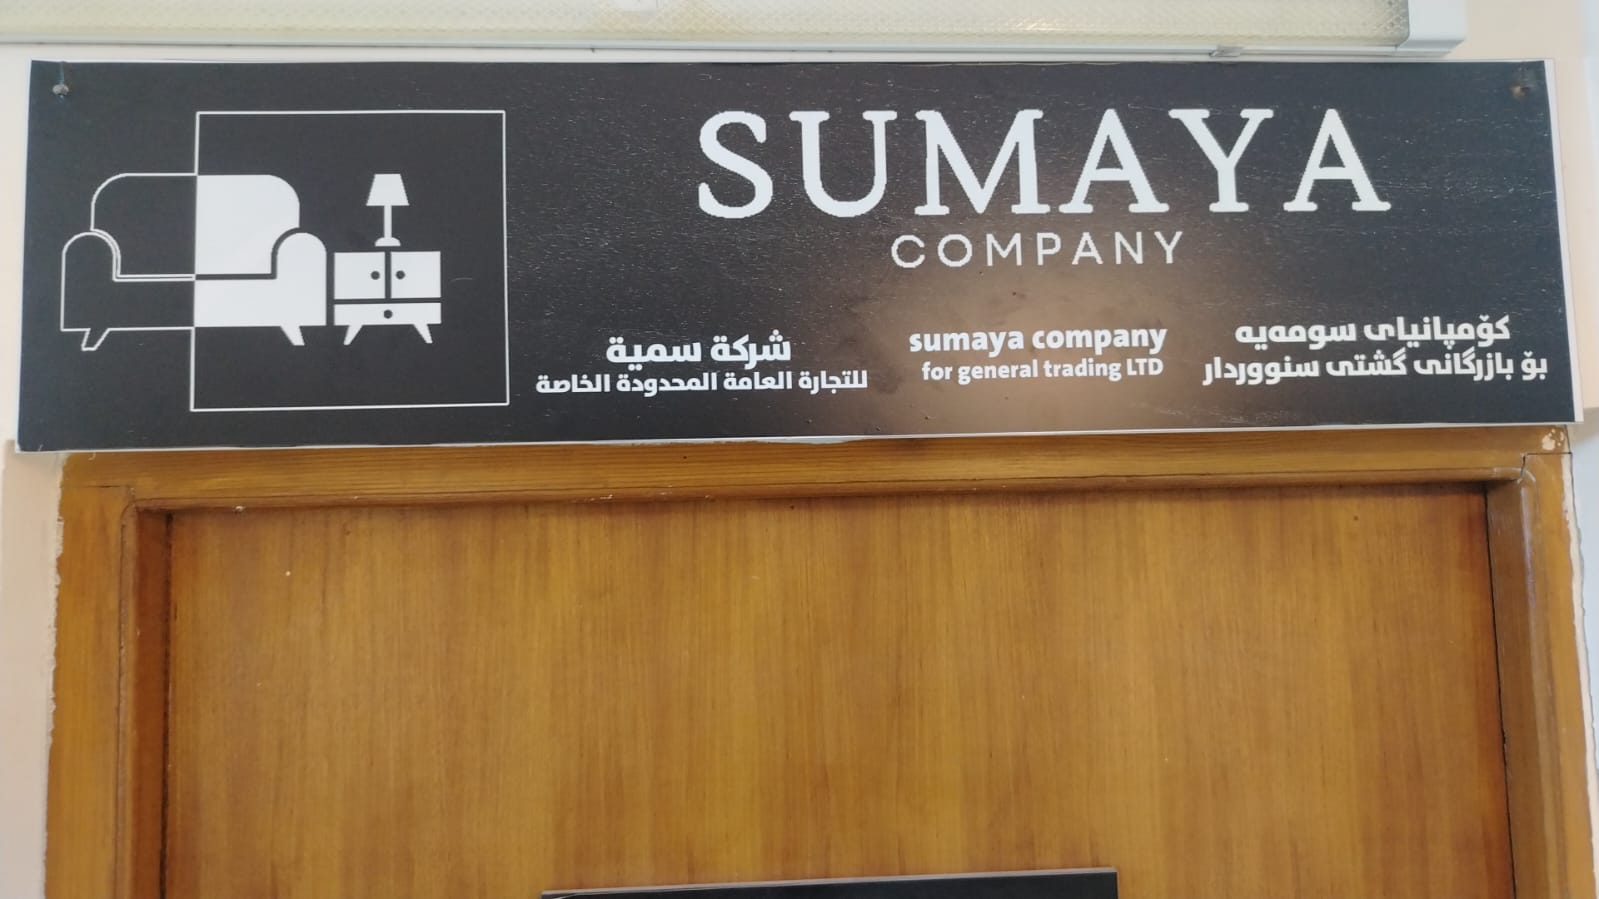 SUMAYA
COMPANY
شركة سمية
للتجارة العامة المحدودة الخاصة
sumaya company
for general trading LTD
کۆمپانیای سومەیە
بۆ بازرگانی گشتی سنووردار